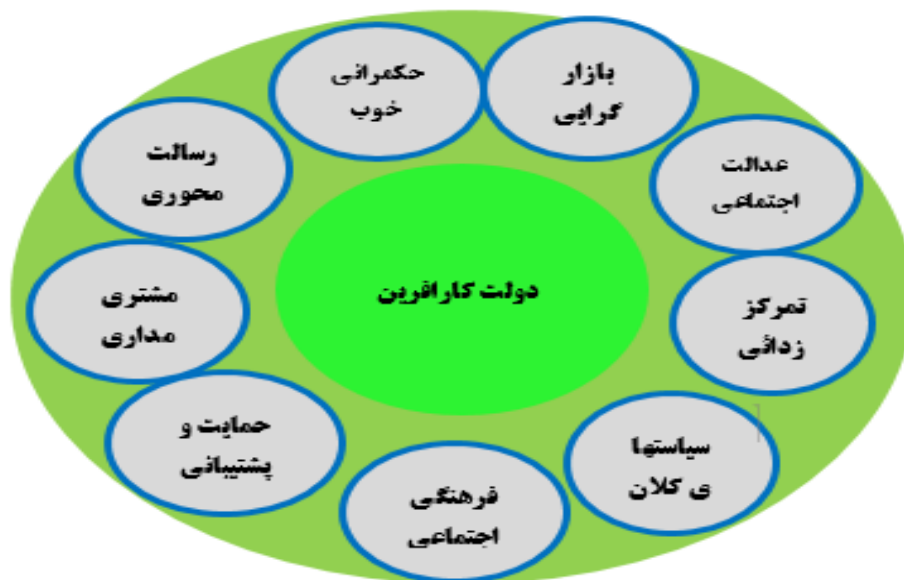 حکمرانی
خوب
بازار
گرایی
عدالت
اجتماعی
تمرکز
زدائی
سیاستها
ی کلان
فرهنگی
اجتماعی
حمایت و
پشتیبانی
مشتری
مداری
رسالت
محوری
دولت کارافرین